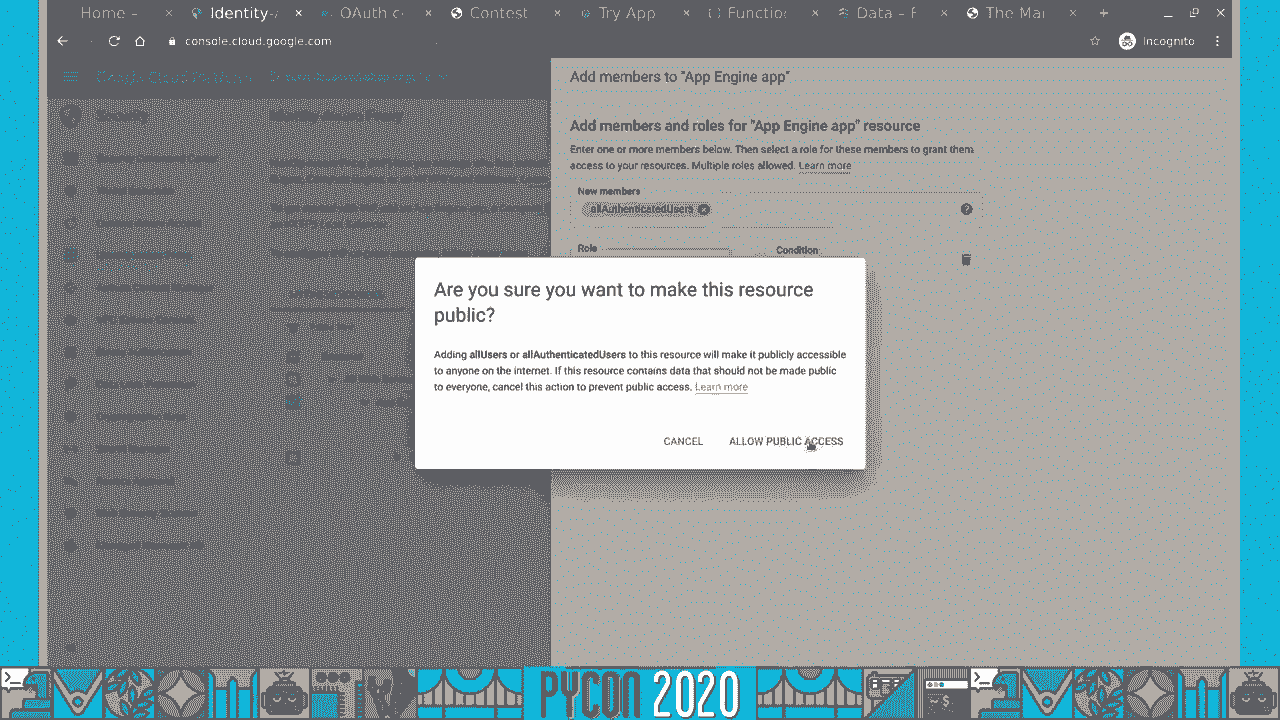 Home –
Identity-
OAuth c
Contest
Try App
Function
Data – F
The Mai
console.cloud.google.com
Incognito
Google Cloud Platform
Add members to "App Engine app"
Add members and roles for "App Engine app" resource
Enter one or more members below. Then select a role for these members to grant them
access to your resources. Multiple roles allowed. Learn more
New members
allAuthenticatedUsers
Role
Condition
Are you sure you want to make this resource
public?
Adding allUsers or allAuthenticatedUsers to this resource will make it publicly accessible
to anyone on the internet. If this resource contains data that should not be made public
to everyone, cancel this action to prevent public access. Learn more
CANCEL
ALLOW PUBLIC ACCESS
PYCON 2020